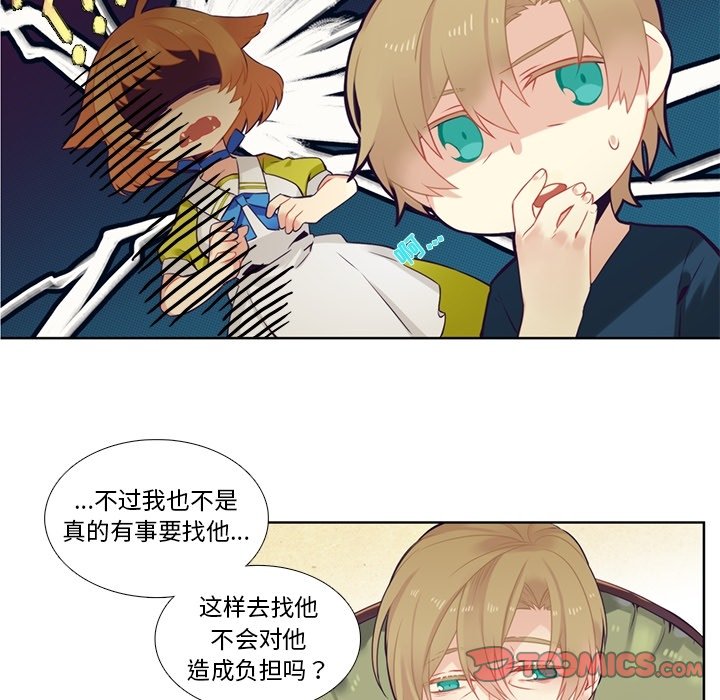 啊...
...不过我也不是
真的有事要找他...
这样去找他
不会对他
造成负担吗？
TOOMICS.COM